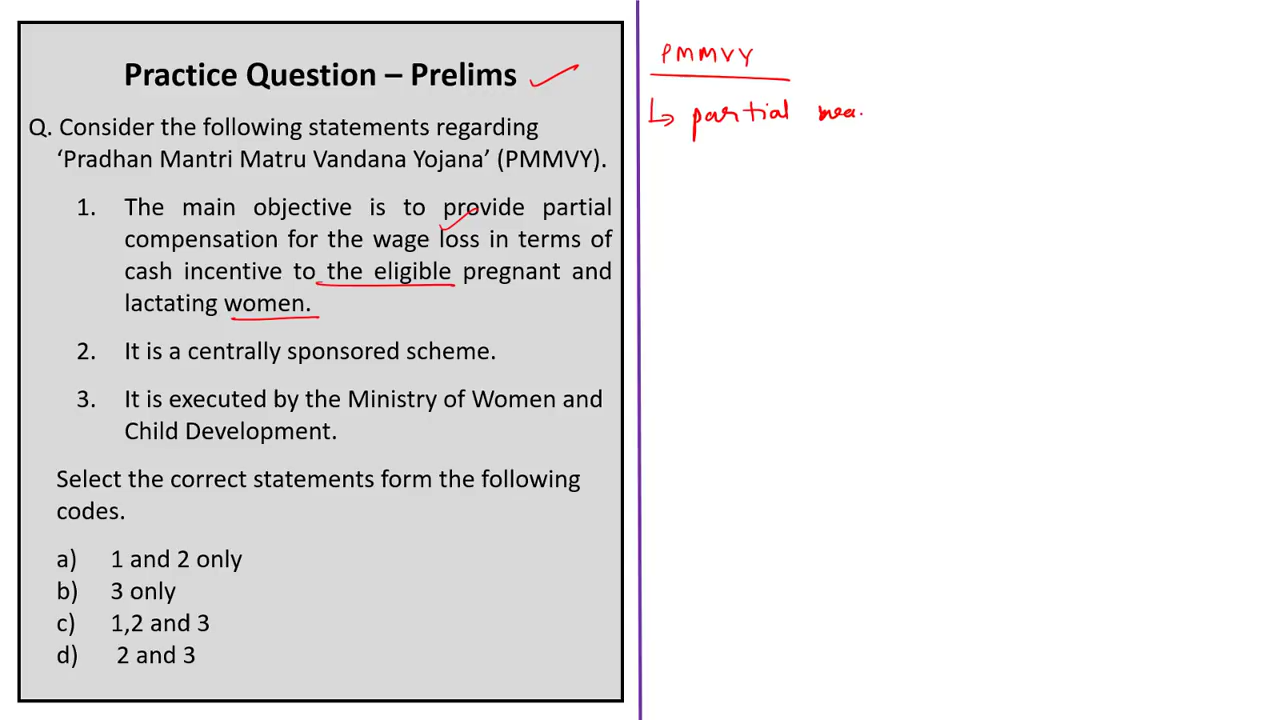 Practice Question – Prelims
Q. Consider the following statements regarding
‘Pradhan Mantri Matru Vandana Yojana’ (PMMVY).
1. The main objective is to provide partial
compensation for the wage loss in terms of
cash incentive to the eligible pregnant and
lactating women.
2. It is a centrally sponsored scheme.
3. It is executed by the Ministry of Women and
Child Development.
Select the correct statements form the following
codes.
a) 1 and 2 only
b) 3 only
c) 1,2 and 3
d) 2 and 3
PMMVY
↳ partial